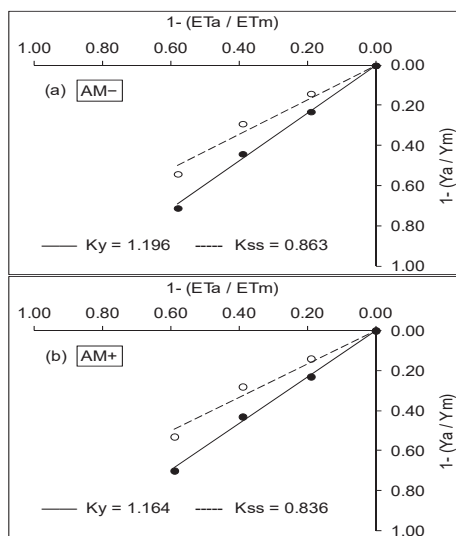 1- (ETa / ETm)
1.00 0.80 0.60 0.40 0.20 0.00
0.00
(a) AM−
0.20
0.40
1- (Ya / Ym)
0.60
0.80
Ky = 1.196 Kss = 0.863
1.00
1- (ETa / ETm)
1.00 0.80 0.60 0.40 0.20 0.00
0.00
(b) AM+
0.20
0.40
1- (Ya / Ym)
0.60
0.80
Ky = 1.164 Kss = 0.836
1.00